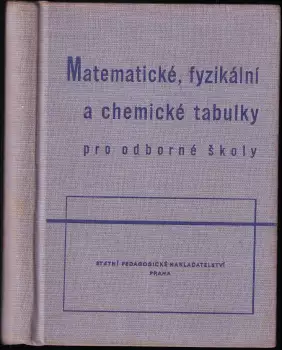 Matematické, fyzikální
a chemické tabulky
pro odborné školy
STÁTNÍ PEDAGOGICKÉ NAKLADATELSTVÍ
PRAHA